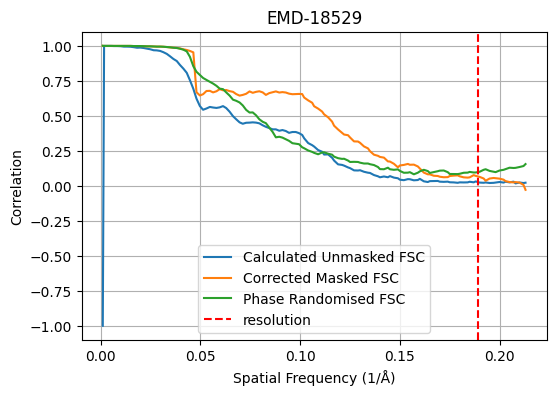 EMD-18529
1.00
0.75
0.50
0.25
0.00
−0.25
−0.50
−0.75
−1.00
Correlation
Calculated Unmasked FSC
Corrected Masked FSC
Phase Randomised FSC
resolution
0.00 0.05 0.10 0.15 0.20
Spatial Frequency (1/Å)